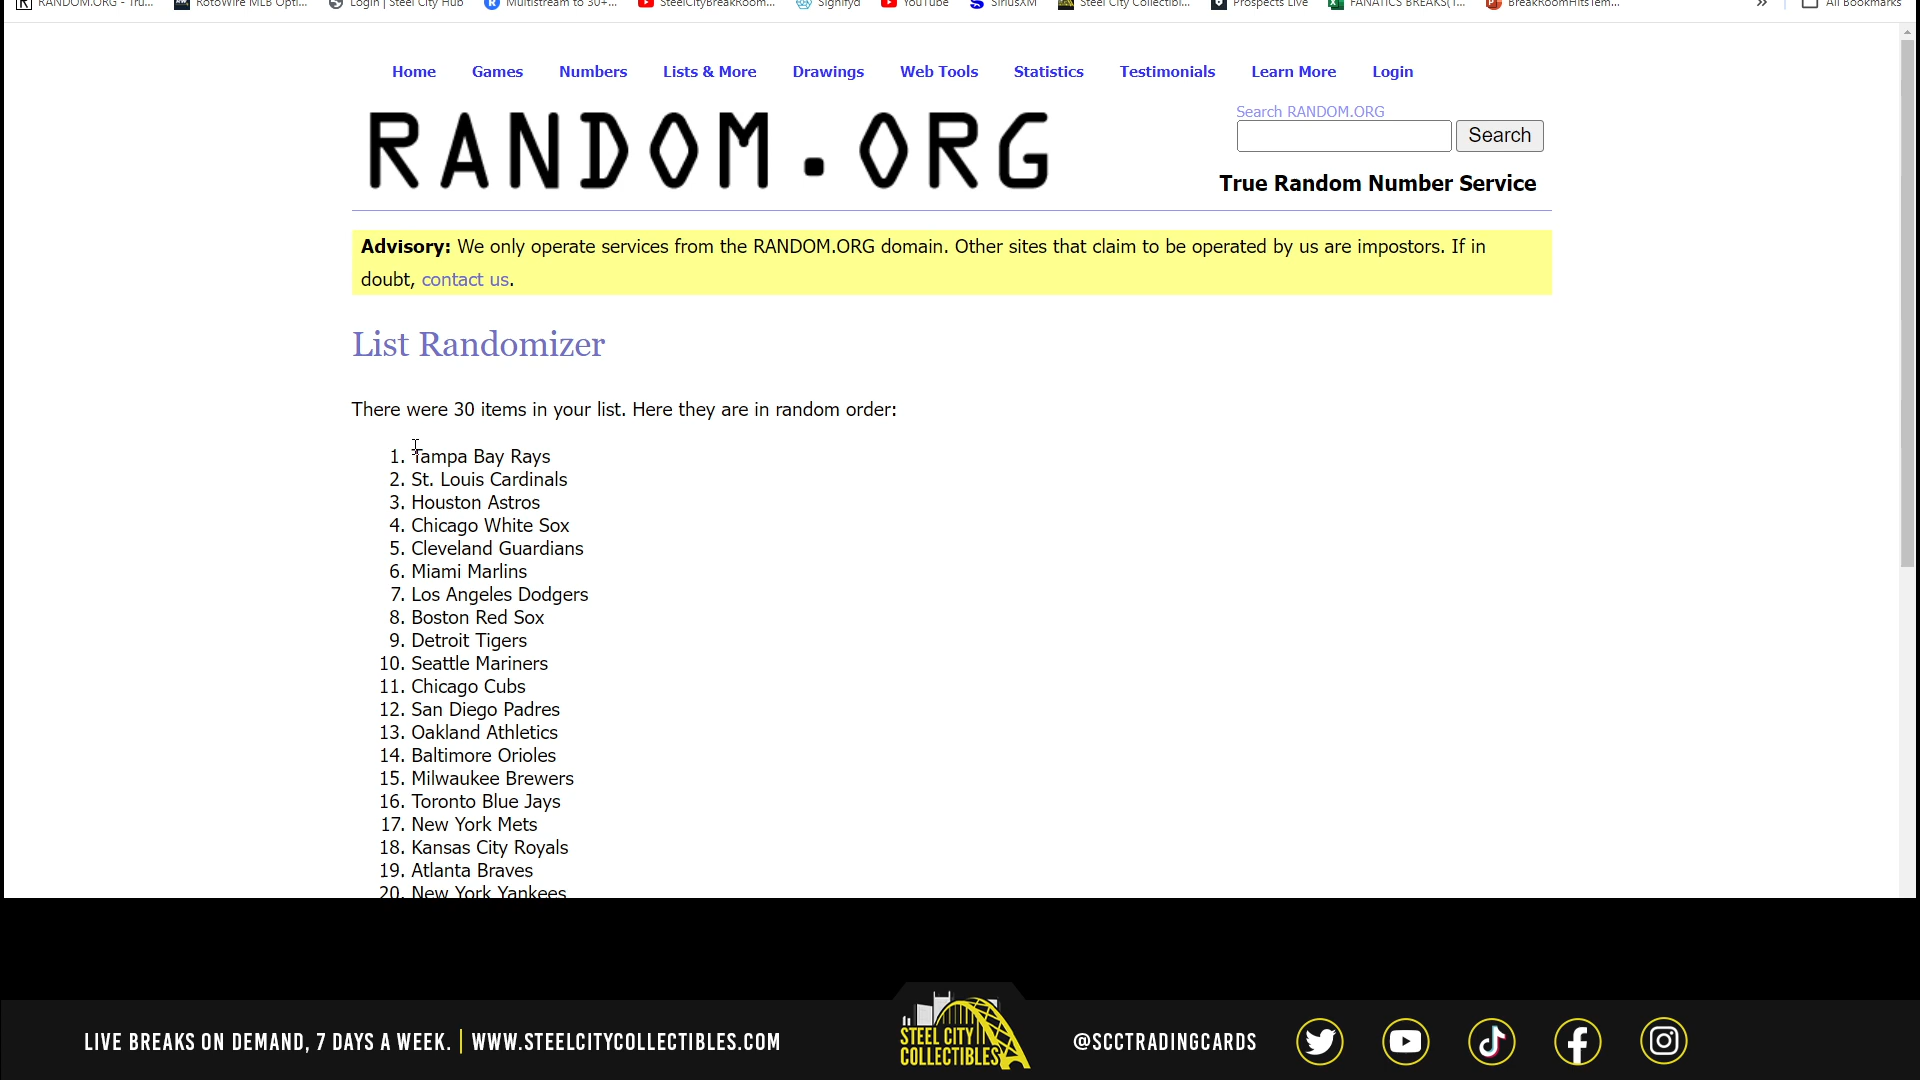 RANDOM.ORG - Tru... RotoWire MLB Opti... Login | Steel City Hub Multistream to 30+... SteelCityBreakRoom... Signifyd YouTube SiriusXM Steel City Collectibl... Prospects Live FANATICS BREAKS(1... BreakRoomHitsTem... » All Bookmarks
Home Games Numbers Lists & More Drawings Web Tools Statistics Testimonials Learn More Login
RANDOM.ORG
Search RANDOM.ORG
Search
True Random Number Service
Advisory: We only operate services from the RANDOM.ORG domain. Other sites that claim to be operated by us are impostors. If in
doubt, contact us.
List Randomizer
There were 30 items in your list. Here they are in random order:
1. Tampa Bay Rays
2. St. Louis Cardinals
3. Houston Astros
4. Chicago White Sox
5. Cleveland Guardians
6. Miami Marlins
7. Los Angeles Dodgers
8. Boston Red Sox
9. Detroit Tigers
10. Seattle Mariners
11. Chicago Cubs
12. San Diego Padres
13. Oakland Athletics
14. Baltimore Orioles
15. Milwaukee Brewers
16. Toronto Blue Jays
17. New York Mets
18. Kansas City Royals
19. Atlanta Braves
20. New York Yankees
LIVE BREAKS ON DEMAND, 7 DAYS A WEEK. | WWW.STEELCITYCOLLECTIBLES.COM
STEEL CITY
COLLECTIBLES
@SCCTRADINGCARDS